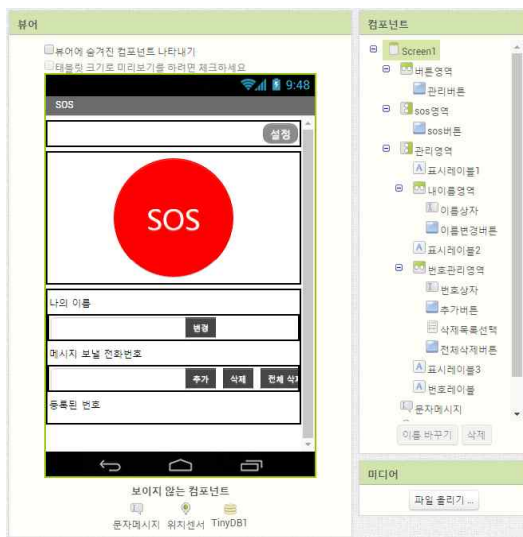 뷰어
뷰어에 숨겨진 컴포넌트 나타내기
태블릿 크기로 미리보기를 하려면 체크하세요
9:48
SOS
설정
SOS
나의 이름
변경
메시지 보낼 전화번호
추가 삭제 전체 삭
등록된 번호
보이지 않는 컴포넌트
문자메시지 위치센서 TinyDB1
컴포넌트
Screen1
버튼영역
관리버튼
sos영역
sos버튼
관리영역
표시레이블1
내이름영역
이름상자
이름변경버튼
표시레이블2
번호관리영역
번호상자
추가버튼
삭제목록선택
전체삭제버튼
표시레이블3
번호레이블
문자메시지
이름 바꾸기 삭제
미디어
파일 올리기 ...